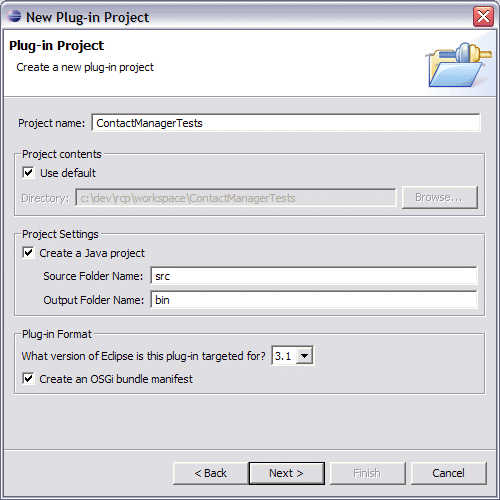 New Plug-in Project
Plug-in Project
Create a new plug-in project
Project name: ContactManagerTests
Project contents
Use default
Directory: c:\dev\rcp\workspace\ContactManagerTests Browse...
Project Settings
Create a Java project
Source Folder Name: src
Output Folder Name: bin
Plug-in Format
What version of Eclipse is this plug-in targeted for? 3.1
Create an OSGi bundle manifest
< Back Next > Finish Cancel